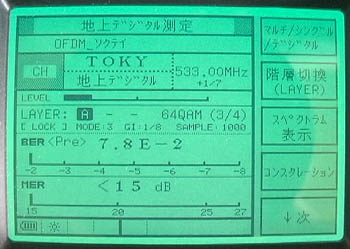 地上ﾃﾞｼﾞﾀﾙ測定
OFDM_ｿｸﾃｲ
CH
TOKY
地上ﾃﾞｼﾞﾀﾙ
533.00MHz
+1/7
LEVEL
LAYER: A - - 64QAM (3/4)
[ LOCK ] MODE:3 GI:1/8 SAMPLE:1000
BER <Pre> 7.8E-2
-2 -3 -4 -5 -6 -7 -8
MER <15 dB
15 20 25 27
ﾏﾙﾁ/ｼﾝｸﾞﾙ
/ﾃﾞｼﾞﾀﾙ
階層切換
(LAYER)
ｽﾍﾟｸﾄﾗﾑ
表示
ｺﾝｽﾀﾚｰｼｮﾝ
↓次